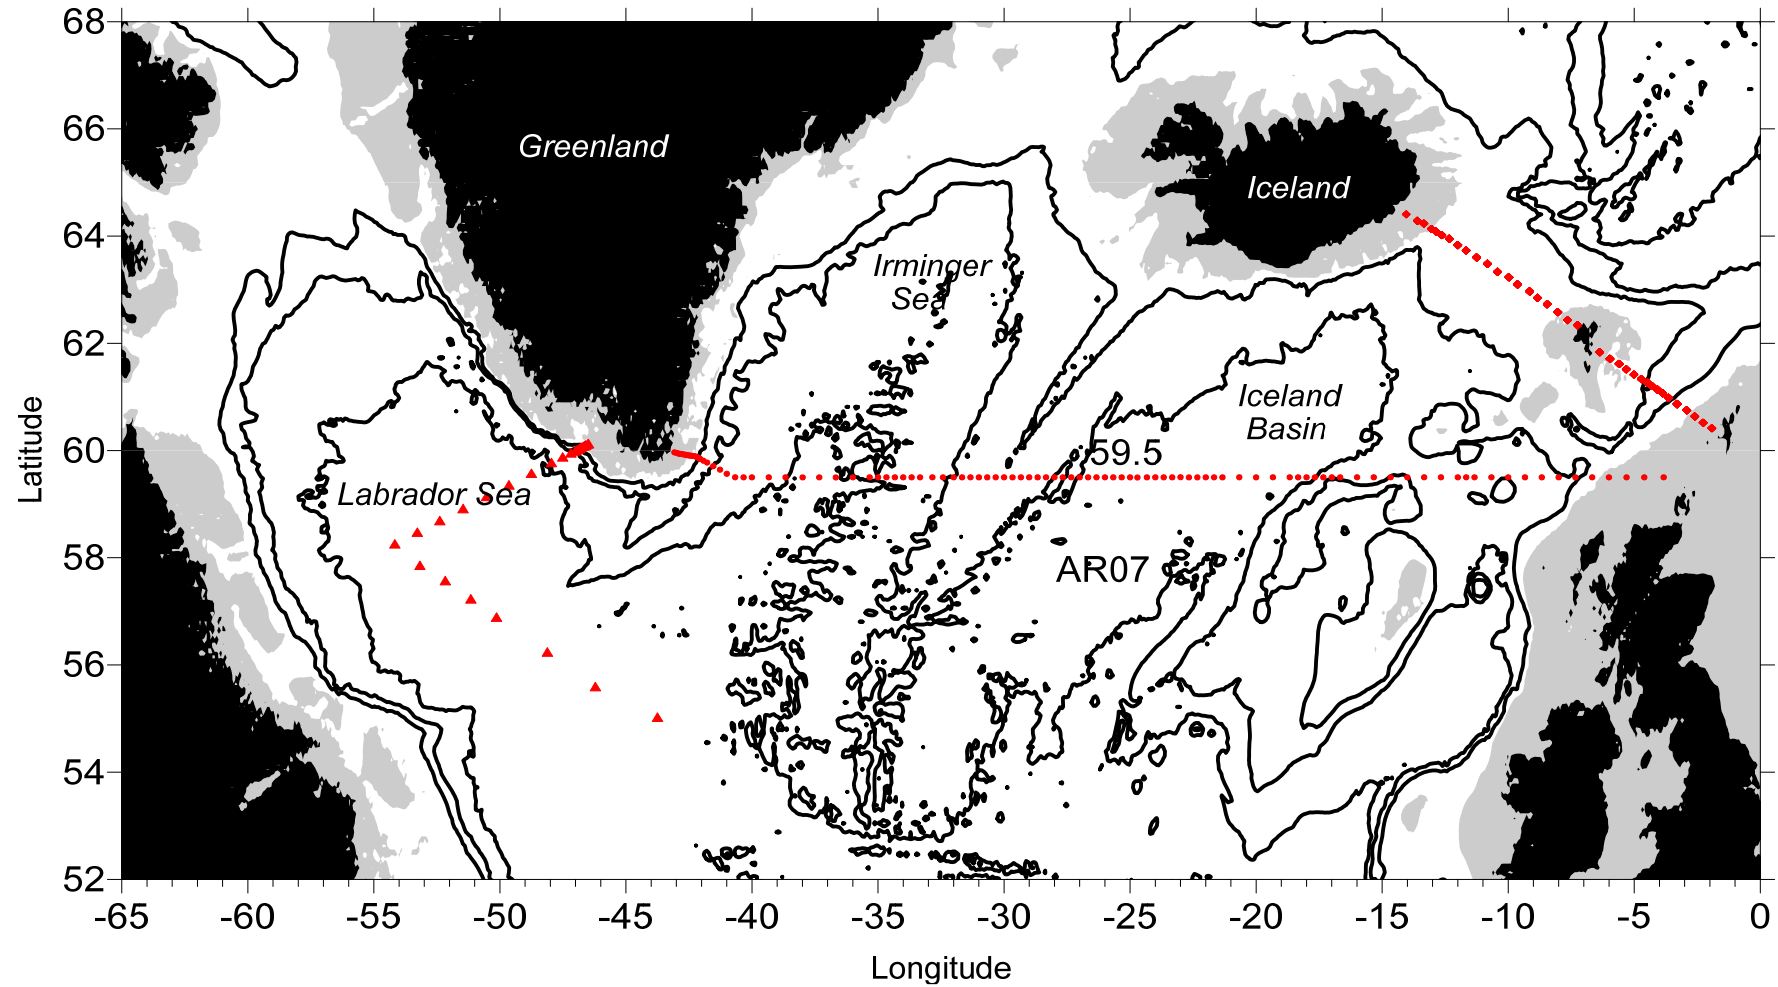 68
66
64
62
60
58
56
54
52
Latitude
Greenland
Iceland
Irminger
Sea
Iceland
Basin
59.5
Labrador Sea
AR07
-65 -60 -55 -50 -45 -40 -35 -30 -25 -20 -15 -10 -5 0
Longitude